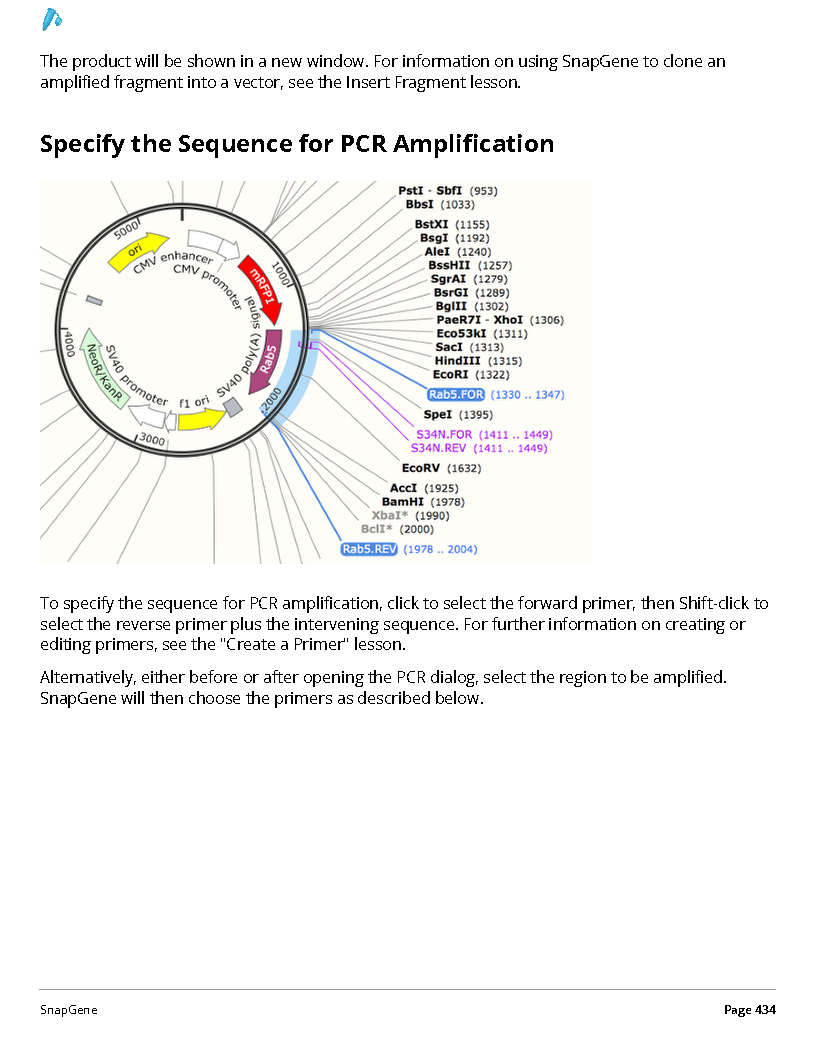 The product will be shown in a new window. For information on using SnapGene to clone an
amplified fragment into a vector, see the Insert Fragment lesson.
Specify the Sequence for PCR Amplification
PstI - SbfI (953)
BbsI (1033)
BstXI (1155)
BsgI (1192)
AleI (1240)
BssHII (1257)
SgrAI (1279)
BsrGI (1289)
BglII (1302)
PaeR7I - XhoI (1306)
Eco53kI (1311)
SacI (1313)
HindIII (1315)
EcoRI (1322)
Rab5.FOR (1330 .. 1347)
SpeI (1395)
S34N.FOR (1411 .. 1449)
S34N.REV (1411 .. 1449)
EcoRV (1632)
AccI (1925)
BamHI (1978)
XbaI* (1990)
BclI* (2000)
Rab5.REV (1978 .. 2004)
5000
ori
CMV enhancer
CMV promoter
mRFP1
1000
Rab5
SV40 poly(A) signal
2000
f1 ori
SV40 promoter
3000
NeoR/KanR
4000
To specify the sequence for PCR amplification, click to select the forward primer, then Shift-click to
select the reverse primer plus the intervening sequence. For further information on creating or
editing primers, see the "Create a Primer" lesson.
Alternatively, either before or after opening the PCR dialog, select the region to be amplified.
SnapGene will then choose the primers as described below.
SnapGene
Page 434